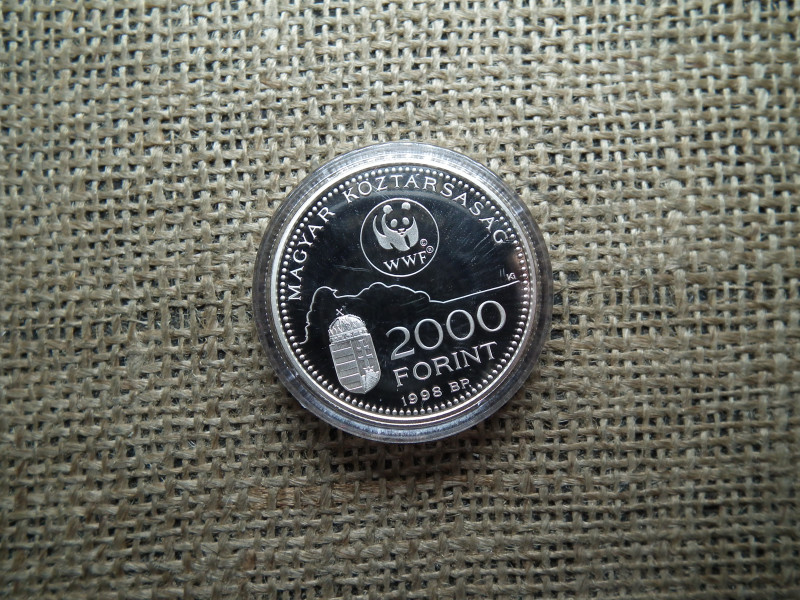 MAGYAR KÖZTÁRSASÁG
©
WWF®
2000
FORINT
1998 BP.